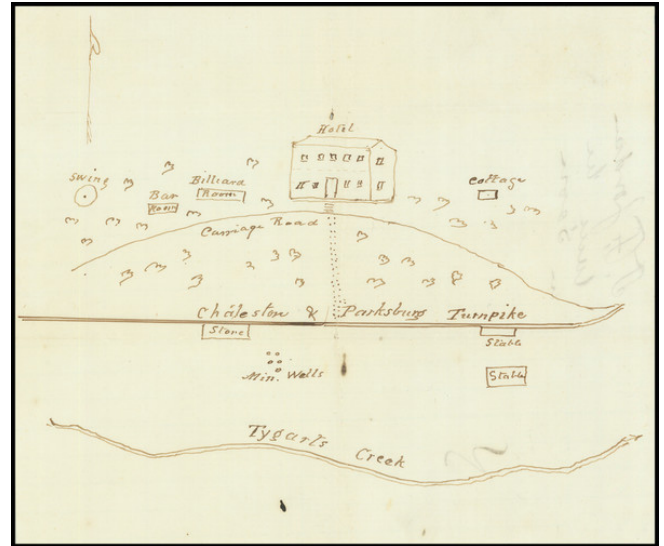 Hotel
Swing
Billiard
Room
Bar
Room
Cottage
Carriage Road
Chaleston & Parksburg Turnpike
Store
Stable
Min. Wells
Stable
Tygarts
Creek